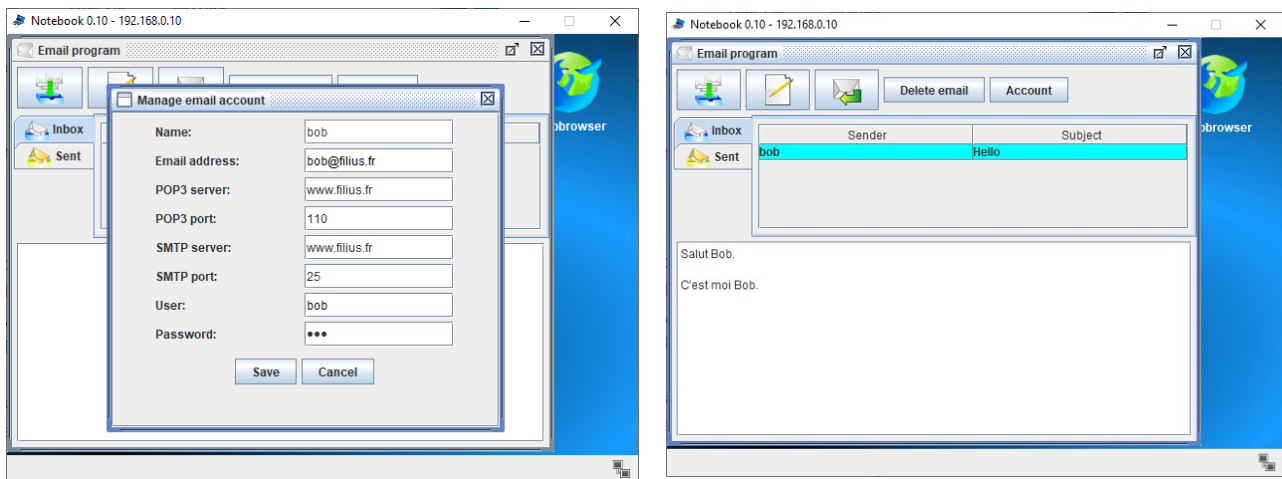 Notebook 0.10 - 192.168.0.10
Email program
Manage email account
Name: bob
Email address: bob@filius.fr
POP3 server: www.filius.fr
POP3 port: 110
SMTP server: www.filius.fr
SMTP port: 25
User: bob
Password: •••
Save Cancel
Inbox
Sent
Notebook 0.10 - 192.168.0.10
Email program
Delete email Account
Inbox
Sent
Sender Subject
bob Hello
Salut Bob.
C'est moi Bob.